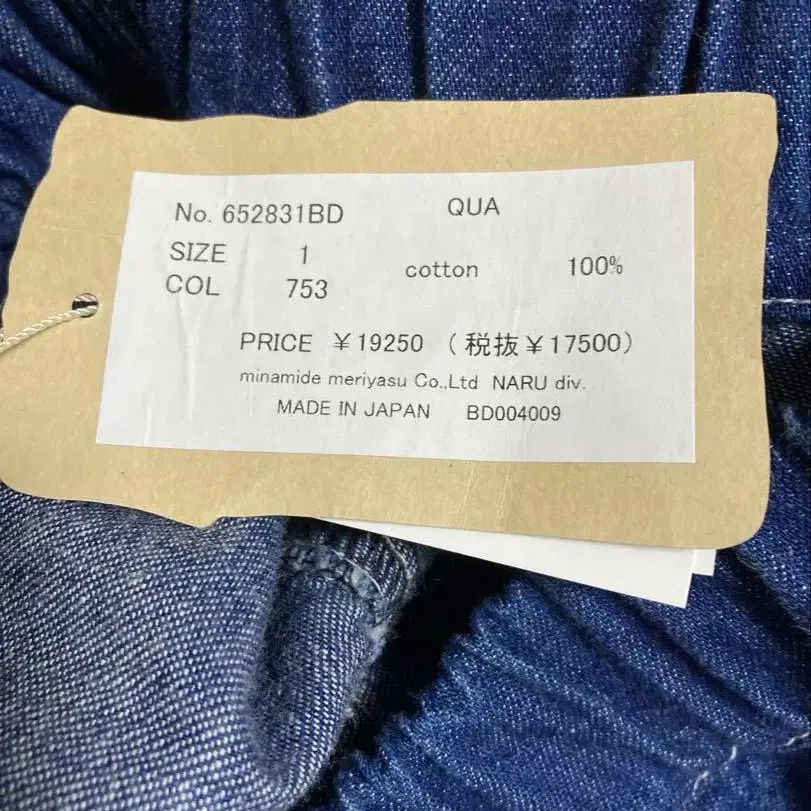 No. 652831BD QUA
SIZE 1
cotton 100%
COL 753
PRICE ¥19250 (税抜¥17500)
minamide meriyasu Co.,Ltd NARU div.
MADE IN JAPAN BD004009